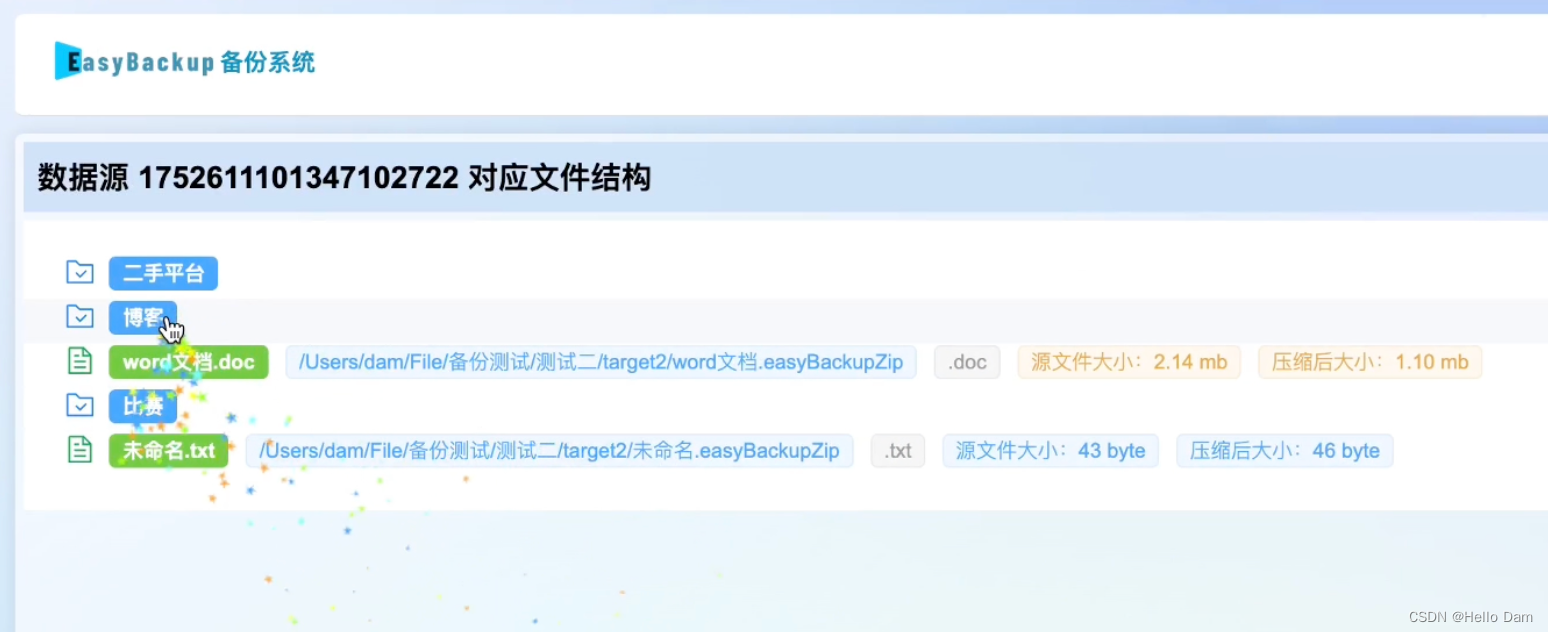 EasyBackup 备份系统
数据源 1752611101347102722 对应文件结构
二手平台
博客
word文档.doc /Users/dam/File/备份测试/测试二/target2/word文档.easyBackupZip .doc 源文件大小：2.14 mb 压缩后大小：1.10 mb
比赛
未命名.txt /Users/dam/File/备份测试/测试二/target2/未命名.easyBackupZip .txt 源文件大小：43 byte 压缩后大小：46 byte
CSDN @Hello Dam